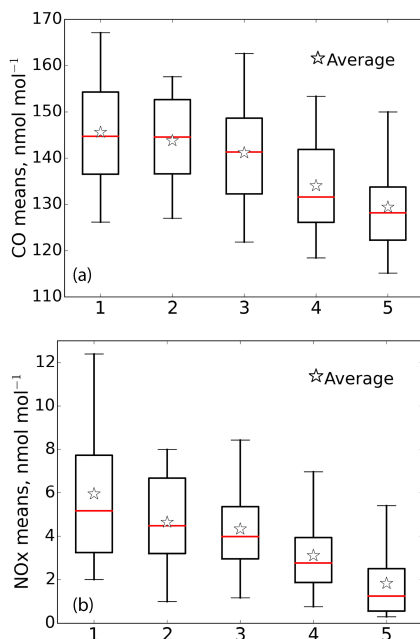 170
160
☆Average
150
140
130
120
110
CO means, nmol mol⁻¹
(a)
1 2 3 4 5
12
☆Average
10
8
6
4
2
0
NOx means, nmol mol⁻¹
(b)
1 2 3 4 5